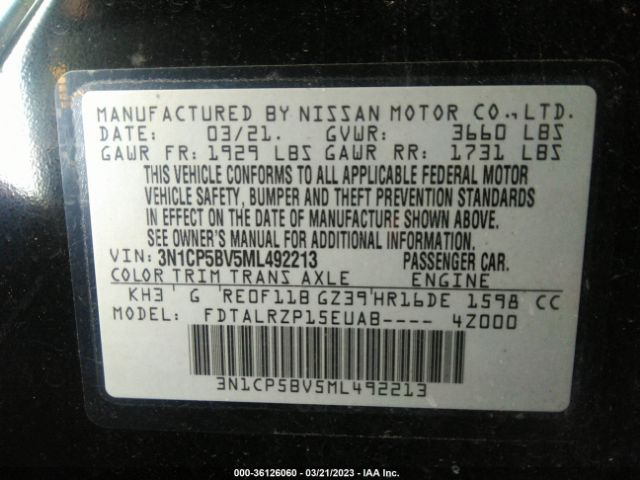 MANUFACTURED BY NISSAN MOTOR CO.,LTD.
DATE: 03/21. GVWR: 3660 LBS
GAWR FR: 1929 LBS GAWR RR: 1731 LBS
THIS VEHICLE CONFORMS TO ALL APPLICABLE FEDERAL MOTOR
VEHICLE SAFETY, BUMPER AND THEFT PREVENTION STANDARDS
IN EFFECT ON THE DATE OF MANUFACTURE SHOWN ABOVE.
SEE OWNER'S MANUAL FOR ADDITIONAL INFORMATION.
VIN: 3N1CP5BV5ML492213 PASSENGER CAR.
COLOR TRIM TRANS AXLE ENGINE
KH3 G RE0F11B GZ39 HR16DE 1598 CC
MODEL: FDTALRZP15EUAB---- 4Z000
3N1CP5BV5ML492213
000-36126060 - 03/21/2023 - IAA Inc.